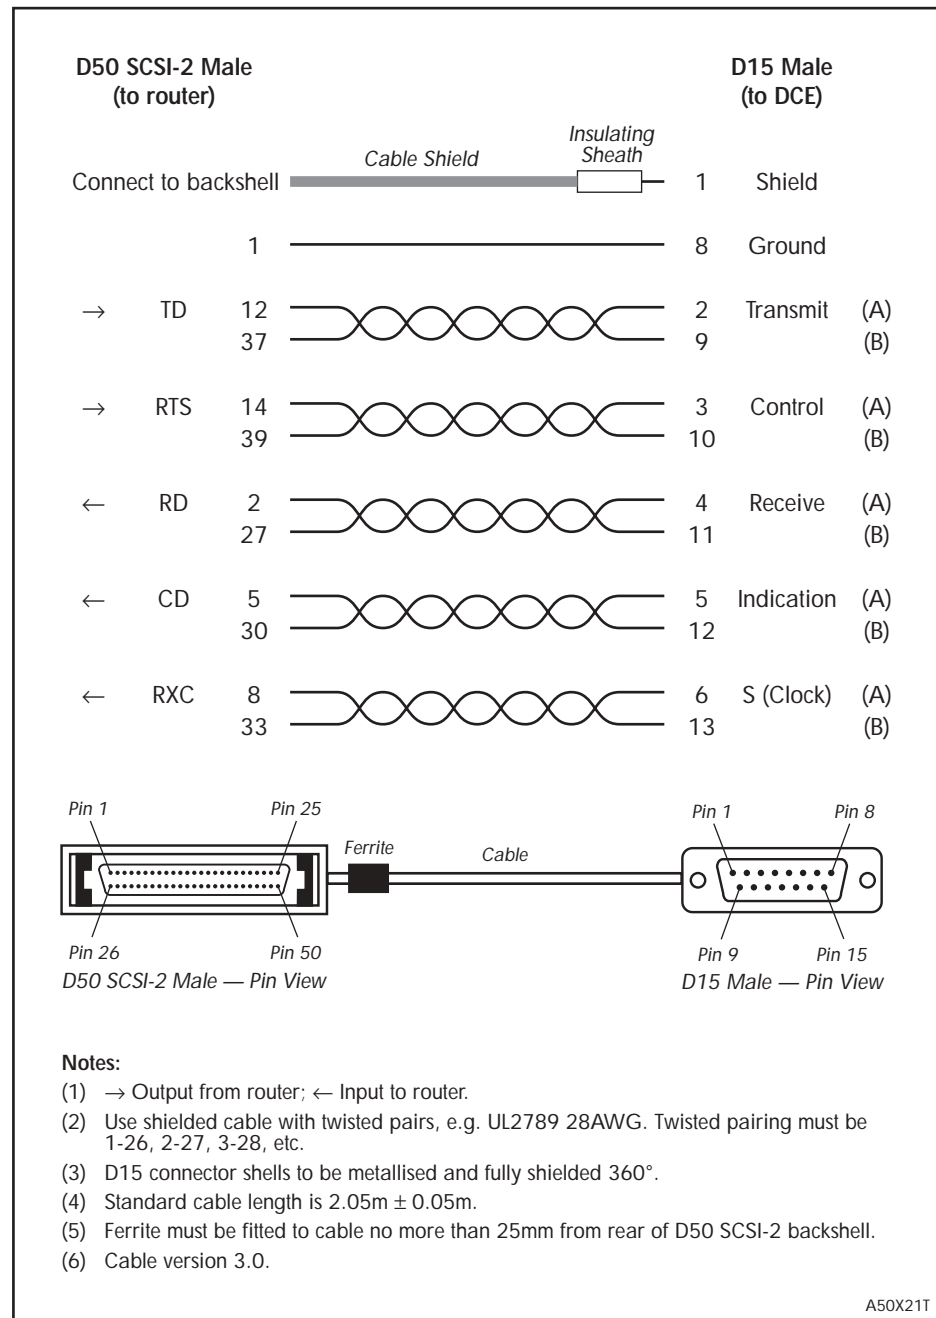 D50 SCSI-2 Male
(to router)
D15 Male
(to DCE)
Connect to backshell
Cable Shield
Insulating
Sheath
1 Shield
1 8 Ground
→ TD 12 2 Transmit (A)
37 9 (B)
→ RTS 14 3 Control (A)
39 10 (B)
← RD 2 4 Receive (A)
27 11 (B)
← CD 5 5 Indication (A)
30 12 (B)
← RXC 8 6 S (Clock) (A)
33 13 (B)
Pin 1 Pin 25 Pin 1 Pin 8
Ferrite Cable
Pin 26 Pin 50 Pin 9 Pin 15
D50 SCSI-2 Male — Pin View D15 Male — Pin View
Notes:
(1) → Output from router; ← Input to router.
(2) Use shielded cable with twisted pairs, e.g. UL2789 28AWG. Twisted pairing must be
1-26, 2-27, 3-28, etc.
(3) D15 connector shells to be metallised and fully shielded 360°.
(4) Standard cable length is 2.05m ± 0.05m.
(5) Ferrite must be fitted to cable no more than 25mm from rear of D50 SCSI-2 backshell.
(6) Cable version 3.0.
A50X21T